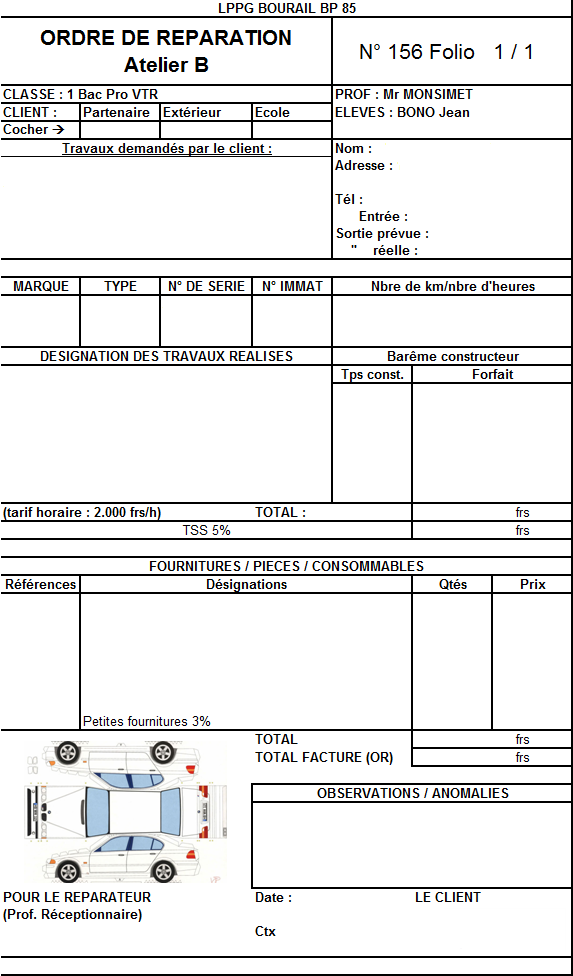 LPPG BOURAIL BP 85
ORDRE DE REPARATION
Atelier B
N° 156 Folio 1 / 1
CLASSE : 1 Bac Pro VTR
PROF : Mr MONSIMET
CLIENT : Partenaire Extérieur Ecole
ELEVES : BONO Jean
Cocher →
Travaux demandés par le client :
Nom :
Adresse :
Tél :
Entrée :
Sortie prévue :
" réelle :
MARQUE TYPE N° DE SERIE N° IMMAT Nbre de km/nbre d'heures
DESIGNATION DES TRAVAUX REALISES Barême constructeur
Tps const. Forfait
(tarif horaire : 2.000 frs/h) TOTAL : frs
TSS 5% frs
FOURNITURES / PIECES / CONSOMMABLES
Références Désignations Qtés Prix
Petites fournitures 3%
TOTAL frs
TOTAL FACTURE (OR) frs
OBSERVATIONS / ANOMALIES
POUR LE REPARATEUR
(Prof. Réceptionnaire)
Date : LE CLIENT
Ctx